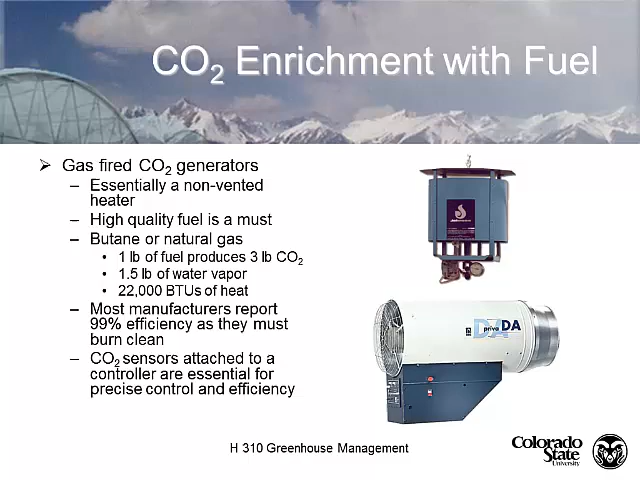 CO2 Enrichment with Fuel
➢ Gas fired CO2 generators
– Essentially a non-vented
heater
– High quality fuel is a must
– Butane or natural gas
• 1 lb of fuel produces 3 lb CO2
• 1.5 lb of water vapor
• 22,000 BTUs of heat
– Most manufacturers report
99% efficiency as they must
burn clean
– CO2 sensors attached to a
controller are essential for
precise control and efficiency
priva DA
H 310 Greenhouse Management
Colorado
State
University